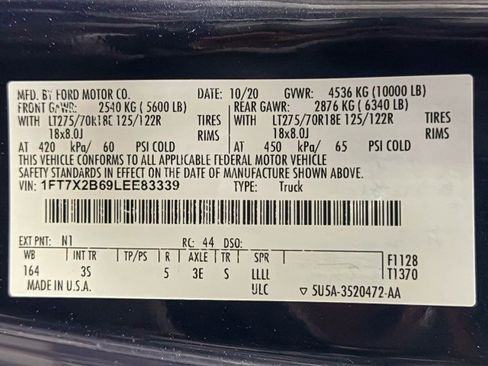 MFD. BY FORD MOTOR CO. DATE: 10/20 GVWR: 4536 KG (10000 LB)
FRONT GAWR: 2540 KG ( 5600 LB) REAR GAWR: 2876 KG ( 6340 LB)
WITH LT275/70R18E 125/122R TIRES WITH LT275/70R18E 125/122R TIRES
18x8.0J RIMS 18x8.0J RIMS
AT 420 kPa/ 60 PSI COLD AT 450 kPa/ 65 PSI COLD
THIS VEHICLE CONFORMS TO ALL APPLICABLE FEDERAL MOTOR VEHICLE
SAFETY STANDARDS IN EFFECT ON THE DATE OF MANUFACTURE SHOWN ABOVE.
VIN: 1FT7X2B69LEE83339 TYPE: Truck
EXT PNT: N1 RC: 44 DSO:
WB INT TR TP/PS R AXLE TR SPR F1128
164 3S 5 3E S LLLL T1370
MADE IN U.S.A. ULC ▽ 5U5A-3520472-AA